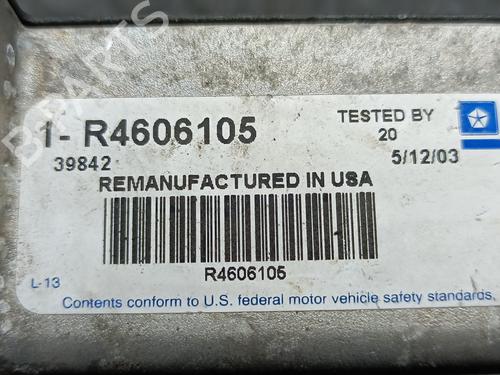 B-PARTS
1- R4606105
TESTED BY
20
39842
5/12/03
REMANUFACTURED IN USA
R4606105
L-13
Contents conform to U.S. federal motor vehicle safety standards.